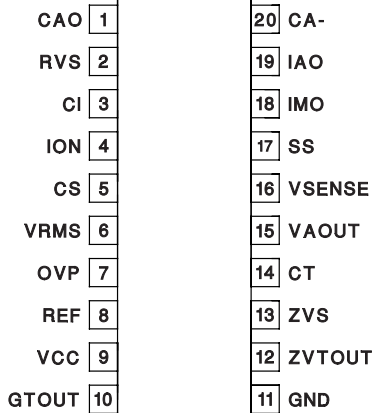 CAO 1 20 CA-
RVS 2 19 IAO
CI 3 18 IMO
ION 4 17 SS
CS 5 16 VSENSE
VRMS 6 15 VAOUT
OVP 7 14 CT
REF 8 13 ZVS
VCC 9 12 ZVTOUT
GTOUT 10 11 GND